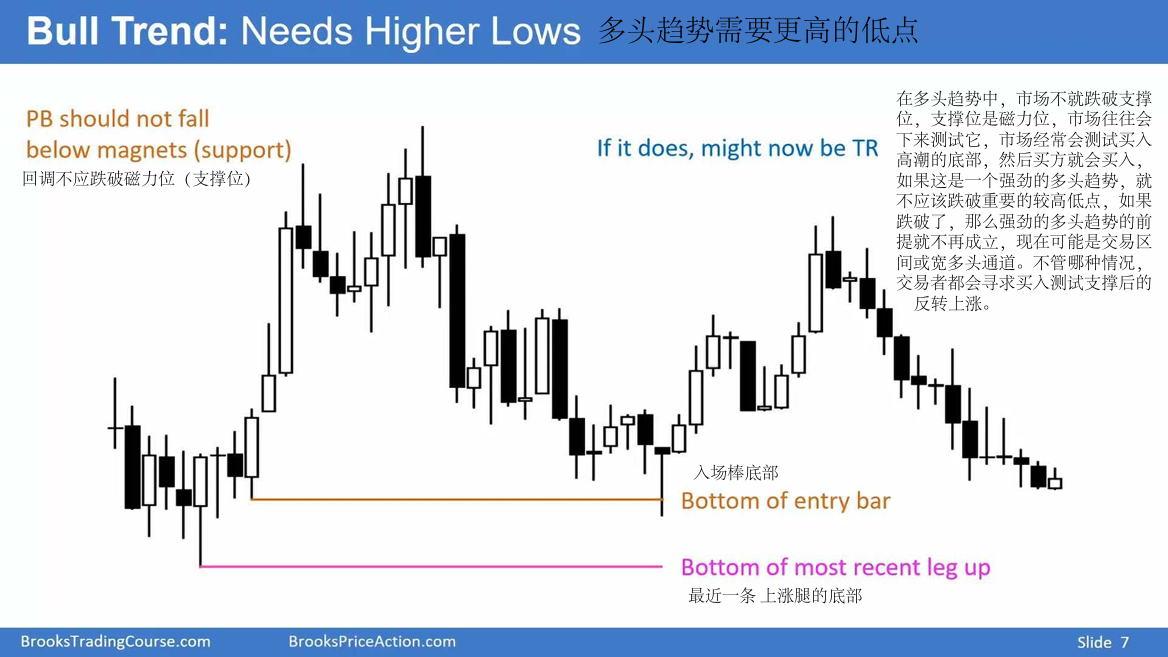 Bull Trend: Needs Higher Lows 多头趋势需要更高的低点
PB should not fall
below magnets (support)
回调不应跌破磁力位（支撑位）
If it does, might now be TR
在多头趋势中，市场不就跌破支撑
位，支撑位是磁力位，市场往往会
下来测试它，市场经常会测试买入
高潮的底部，然后买方就会买入，
如果这是一个强劲的多头趋势，就
不应该跌破重要的较高低点，如果
跌破了，那么强劲的多头趋势的前
提就不再成立，现在可能是交易区
间或宽多头通道。不管哪种情况，
交易者都会寻求买入测试支撑后的
反转上涨。
入场棒底部
Bottom of entry bar
Bottom of most recent leg up
最近一条 上涨腿的底部
BrooksTradingCourse.com
BrooksPriceAction.com
Slide 7